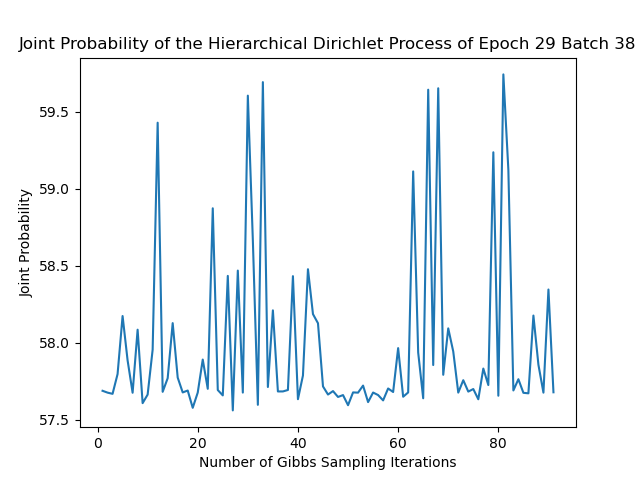 Joint Probability of the Hierarchical Dirichlet Process of Epoch 29 Batch 38
59.5
59.0
58.5
58.0
57.5
Joint Probability
0 20 40 60 80
Number of Gibbs Sampling Iterations